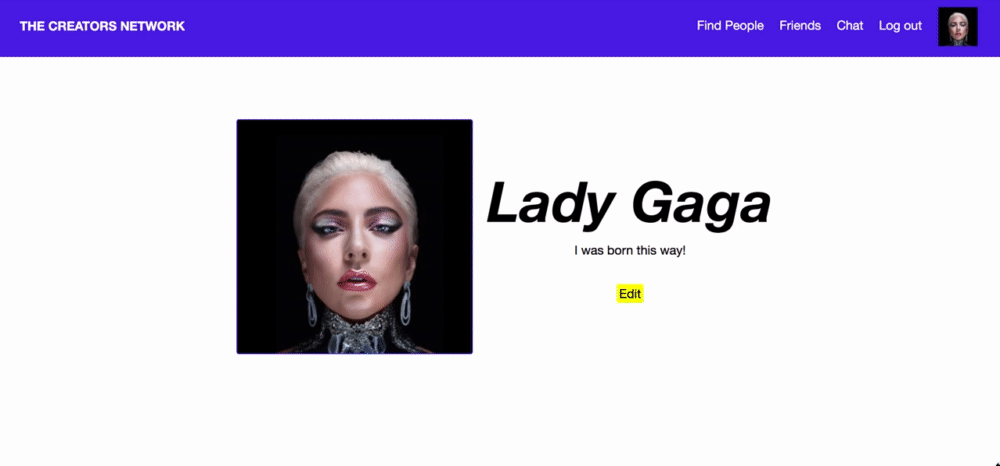 THE CREATORS NETWORK
Find People Friends Chat Log out
Lady Gaga
I was born this way!
Edit